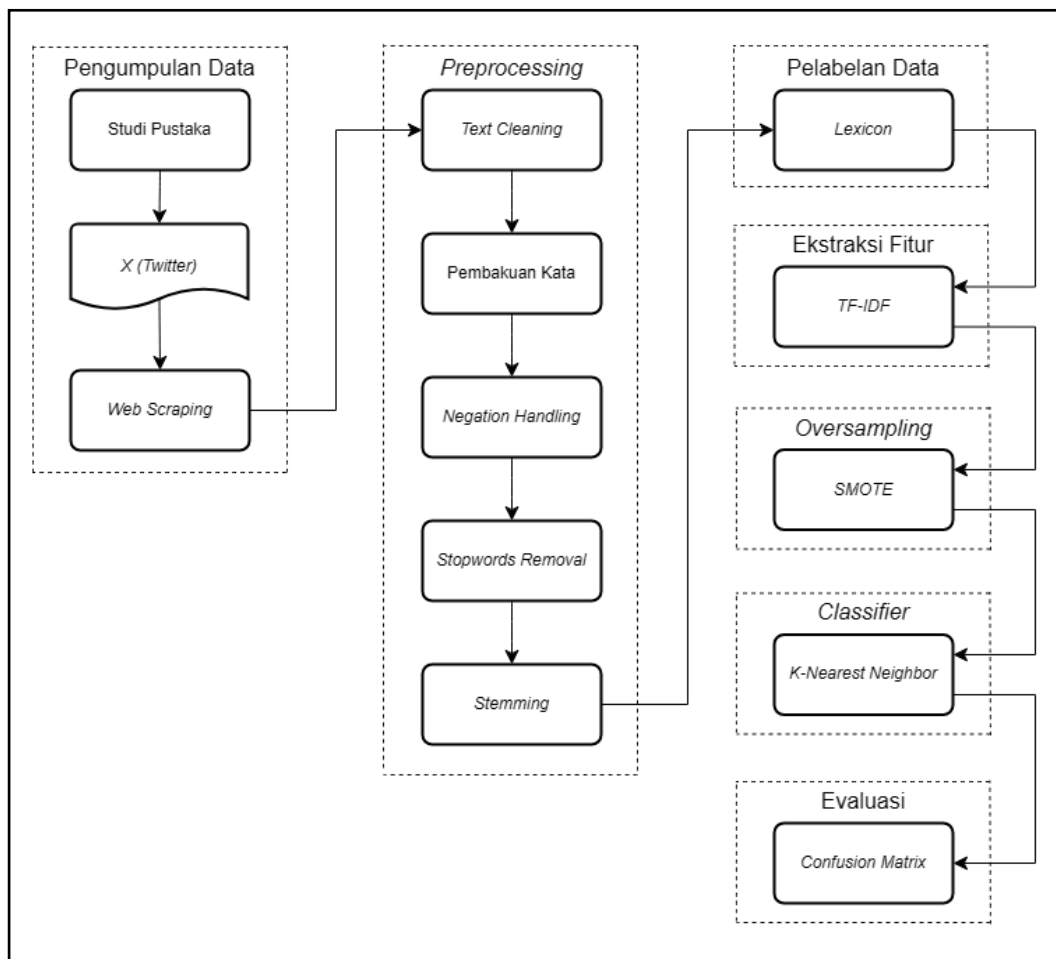 Pengumpulan Data
Studi Pustaka
X (Twitter)
Web Scraping
Preprocessing
Text Cleaning
Pembakuan Kata
Negation Handling
Stopwords Removal
Stemming
Pelabelan Data
Lexicon
Ekstraksi Fitur
TF-IDF
Oversampling
SMOTE
Classifier
K-Nearest Neighbor
Evaluasi
Confusion Matrix